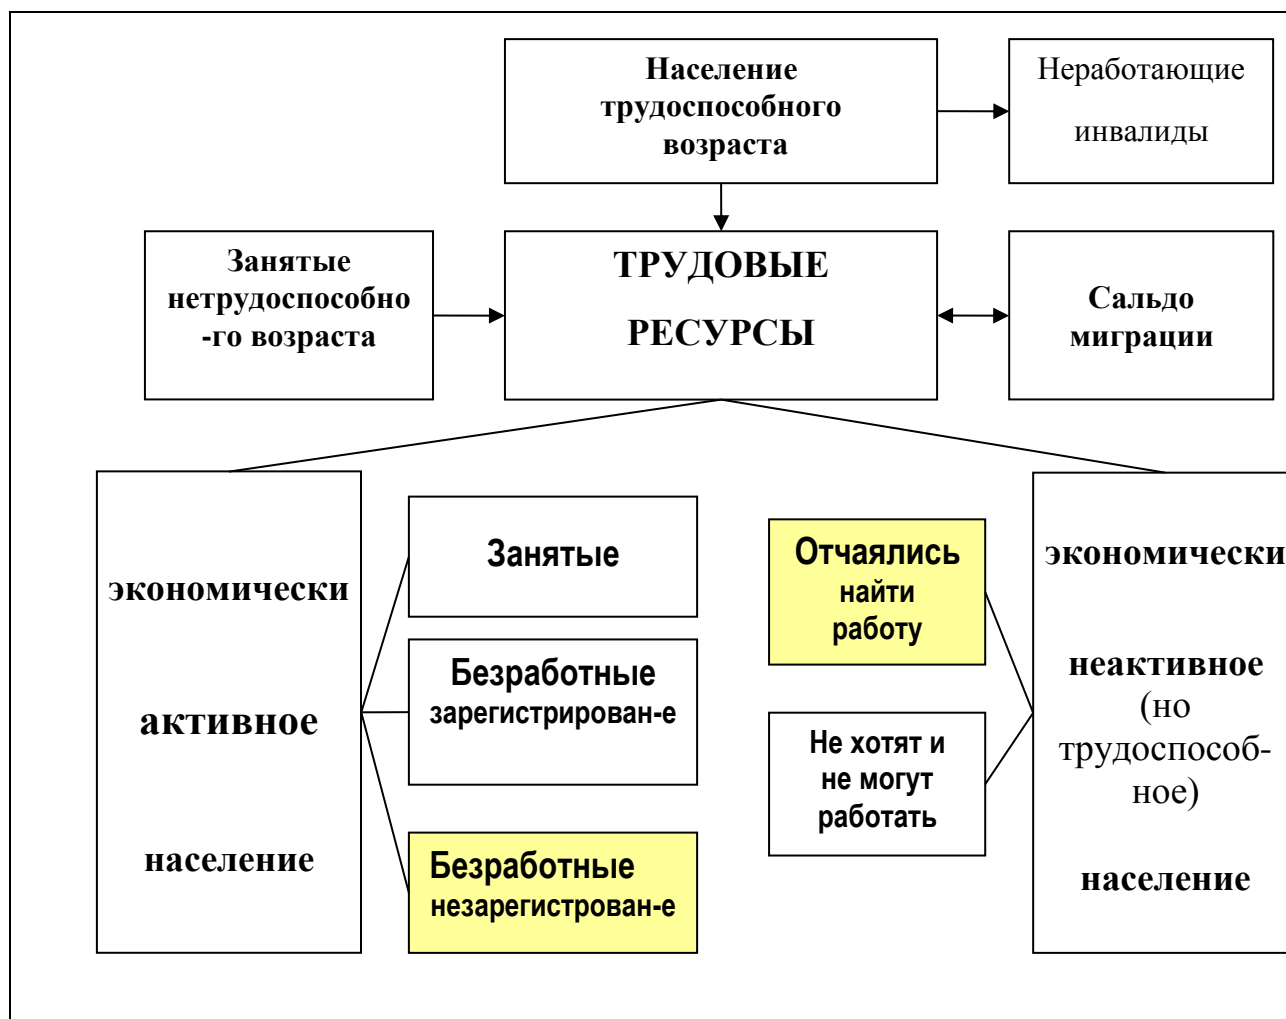 Население
трудоспособного
возраста
Неработающие
инвалиды
Занятые
нетрудоспособно
-го возраста
ТРУДОВЫЕ
РЕСУРСЫ
Сальдо
миграции
экономически
активное
население
Занятые
Безработные
зарегистрирован-е
Безработные
незарегистрирован-е
Отчаялись
найти
работу
Не хотят и
не могут
работать
экономически
неактивное
(но
трудоспособ-
ное)
население